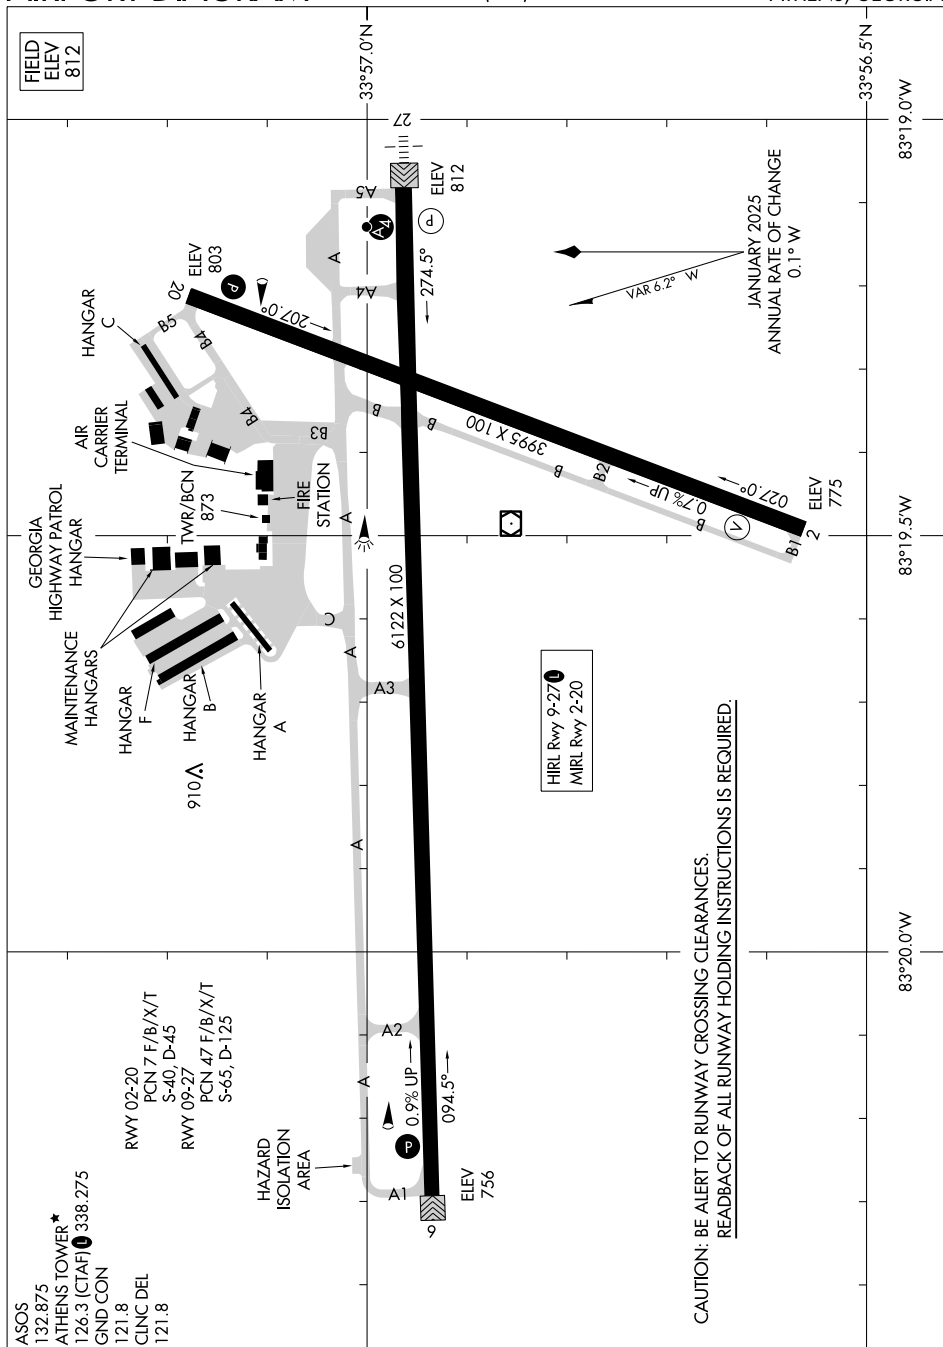 FIELD
ELEV
812
ASOS
132.875
ATHENS TOWER★
126.3 (CTAF) L 338.275
GND CON
121.8
CLNC DEL
121.8
RWY 02-20
PCN 7 F/B/X/T
S-40, D-45
RWY 09-27
PCN 47 F/B/X/T
S-65, D-125
33°57.0'N
33°56.5'N
83°19.0'W
83°19.5'W
83°20.0'W
HANGAR
C
AIR
CARRIER
TERMINAL
TWR/BCN
873
FIRE
STATION
GEORGIA
HIGHWAY PATROL
HANGAR
MAINTENANCE
HANGARS
HANGAR
F
HANGAR
B
HANGAR
A
910
HAZARD
ISOLATION
AREA
20
ELEV
803
P
207.0°
B5
B4
B4
B3
A
A5
A4
A4
27
ELEV
812
P
274.5°
B
B
B
B
B2
B1
3995 X 100
0.7% UP
027.0°
2
ELEV
775
V
A
A
A
A
C
A3
6122 X 100
A2
A1
0.9% UP
094.5°
P
9
ELEV
756
VAR 6.2° W
JANUARY 2025
ANNUAL RATE OF CHANGE
0.1° W
HIRL Rwy 9-27 L
MIRL Rwy 2-20
CAUTION: BE ALERT TO RUNWAY CROSSING CLEARANCES.
READBACK OF ALL RUNWAY HOLDING INSTRUCTIONS IS REQUIRED.